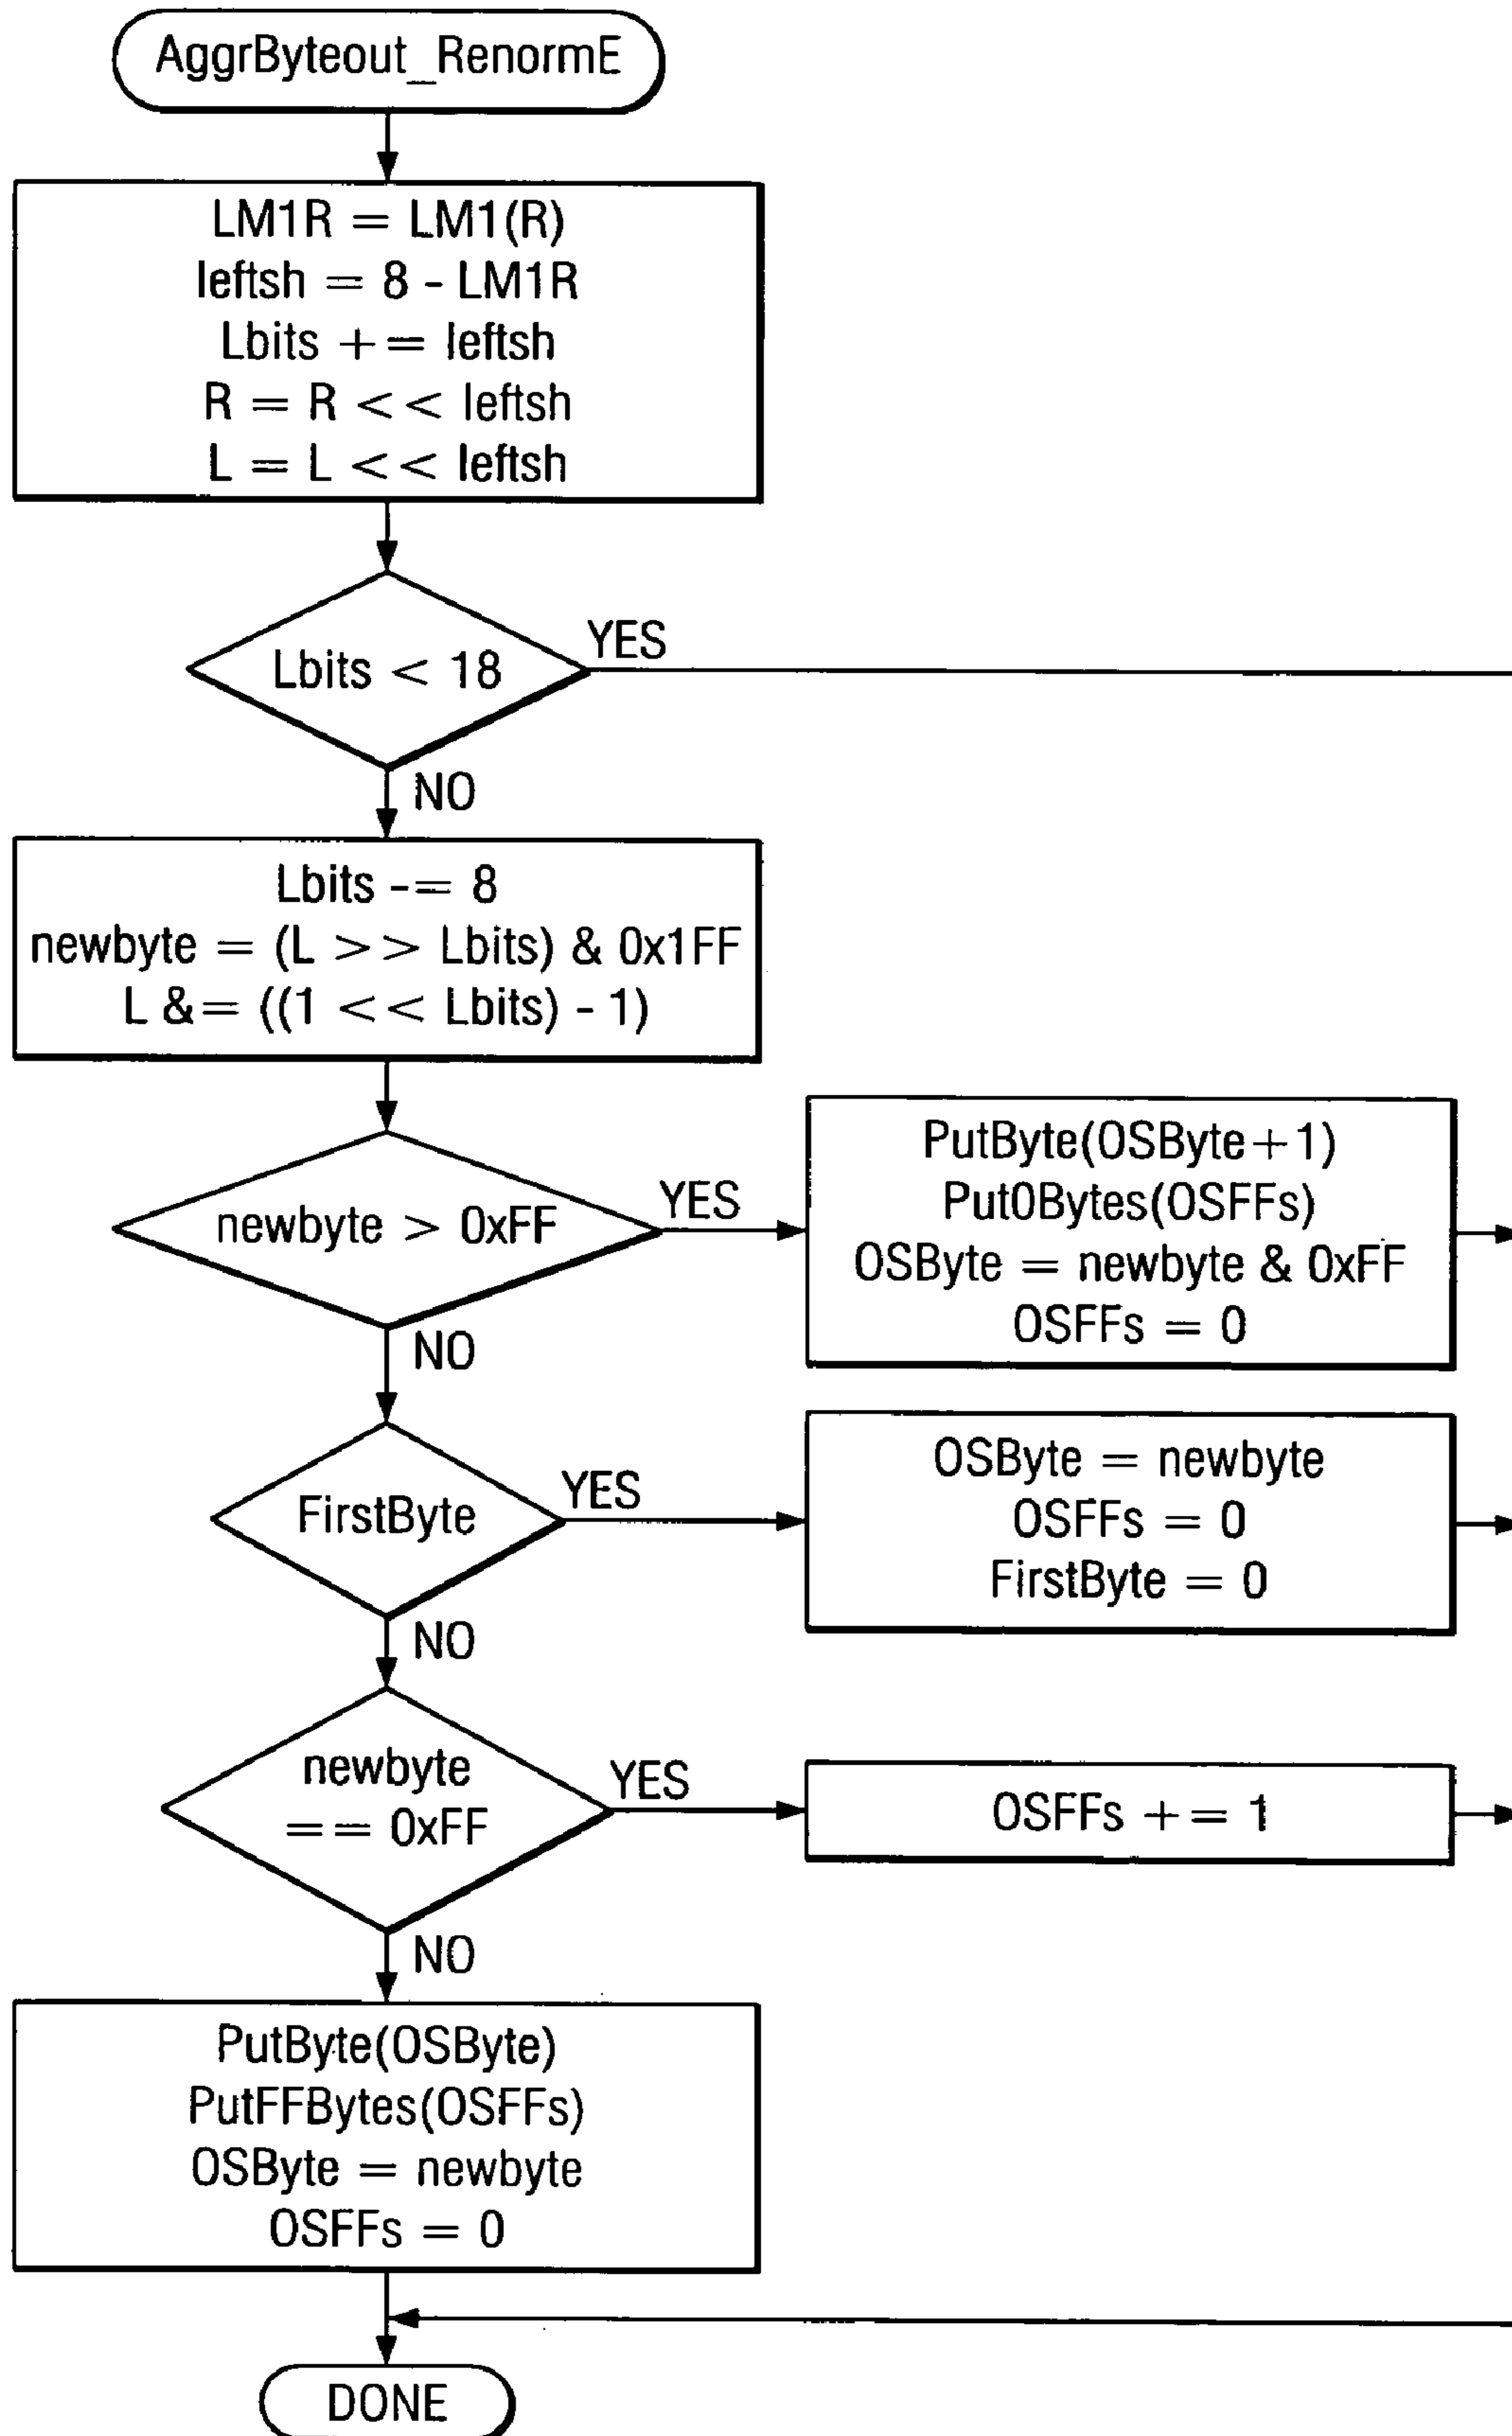 AggrByteout_RenormE
LM1R = LM1(R)
leftsh = 8 - LM1R
Lbits += leftsh
R = R << leftsh
L = L << leftsh
Lbits < 18
YES
NO
Lbits -= 8
newbyte = (L >> Lbits) & 0x1FF
L &= ((1 << Lbits) - 1)
newbyte > 0xFF
YES
PutByte(OSByte+1)
Put0Bytes(OSFFs)
OSByte = newbyte & 0xFF
OSFFs = 0
NO
FirstByte
YES
OSByte = newbyte
OSFFs = 0
FirstByte = 0
NO
newbyte
== 0xFF
YES
OSFFs += 1
NO
PutByte(OSByte)
PutFFBytes(OSFFs)
OSByte = newbyte
OSFFs = 0
DONE